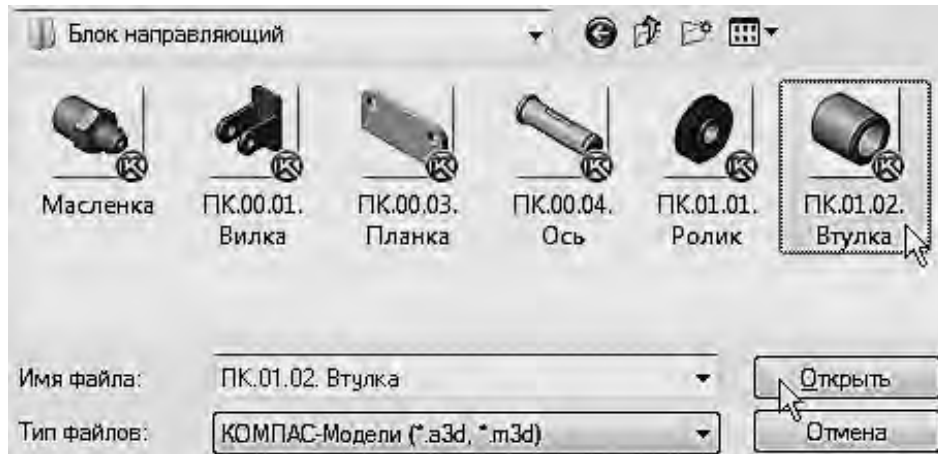 Блок направляющий
Масленка
ПК.00.01.
Вилка
ПК.00.03.
Планка
ПК.00.04.
Ось
ПК.01.01.
Ролик
ПК.01.02.
Втулка
Имя файла:
ПК.01.02. Втулка
Открыть
Тип файлов:
КОМПАС-Модели (*.a3d, *.m3d)
Отмена